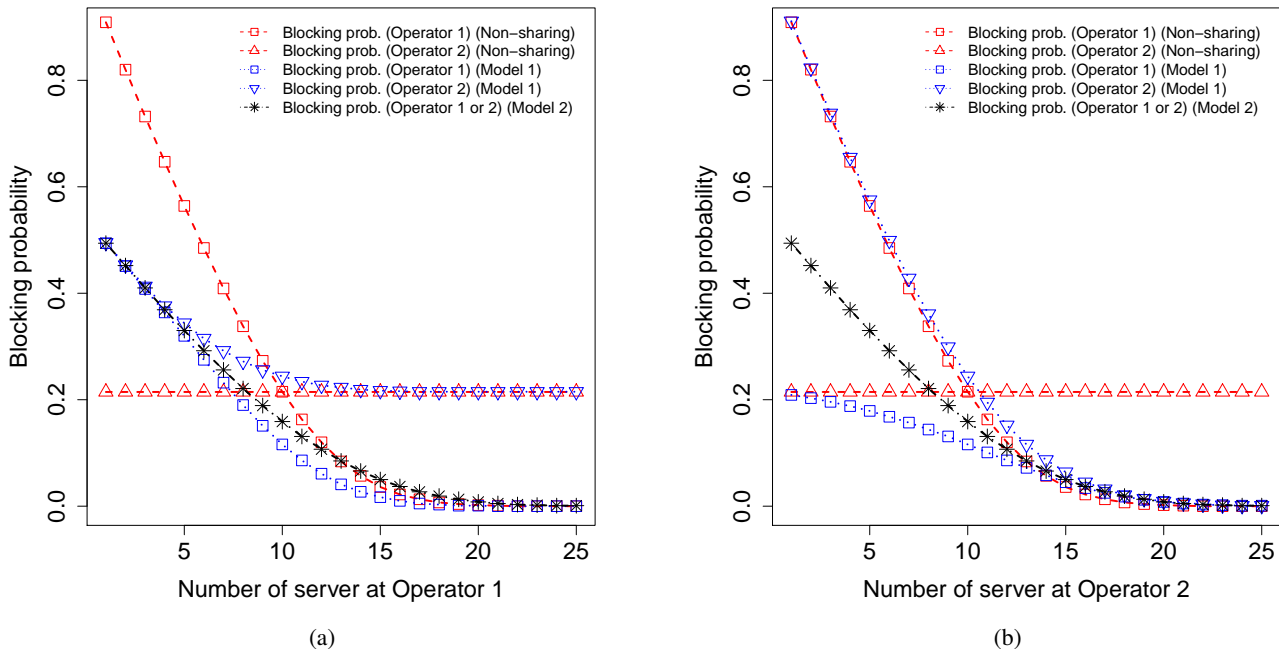 Blocking prob. (Operator 1) (Non−sharing)
Blocking prob. (Operator 2) (Non−sharing)
Blocking prob. (Operator 1) (Model 1)
Blocking prob. (Operator 2) (Model 1)
Blocking prob. (Operator 1 or 2) (Model 2)
Blocking probability
0.8
0.6
0.4
0.2
0.0
5 10 15 20 25
Number of server at Operator 1
(a)
Blocking prob. (Operator 1) (Non−sharing)
Blocking prob. (Operator 2) (Non−sharing)
Blocking prob. (Operator 1) (Model 1)
Blocking prob. (Operator 2) (Model 1)
Blocking prob. (Operator 1 or 2) (Model 2)
Blocking probability
0.8
0.6
0.4
0.2
0.0
5 10 15 20 25
Number of server at Operator 2
(b)